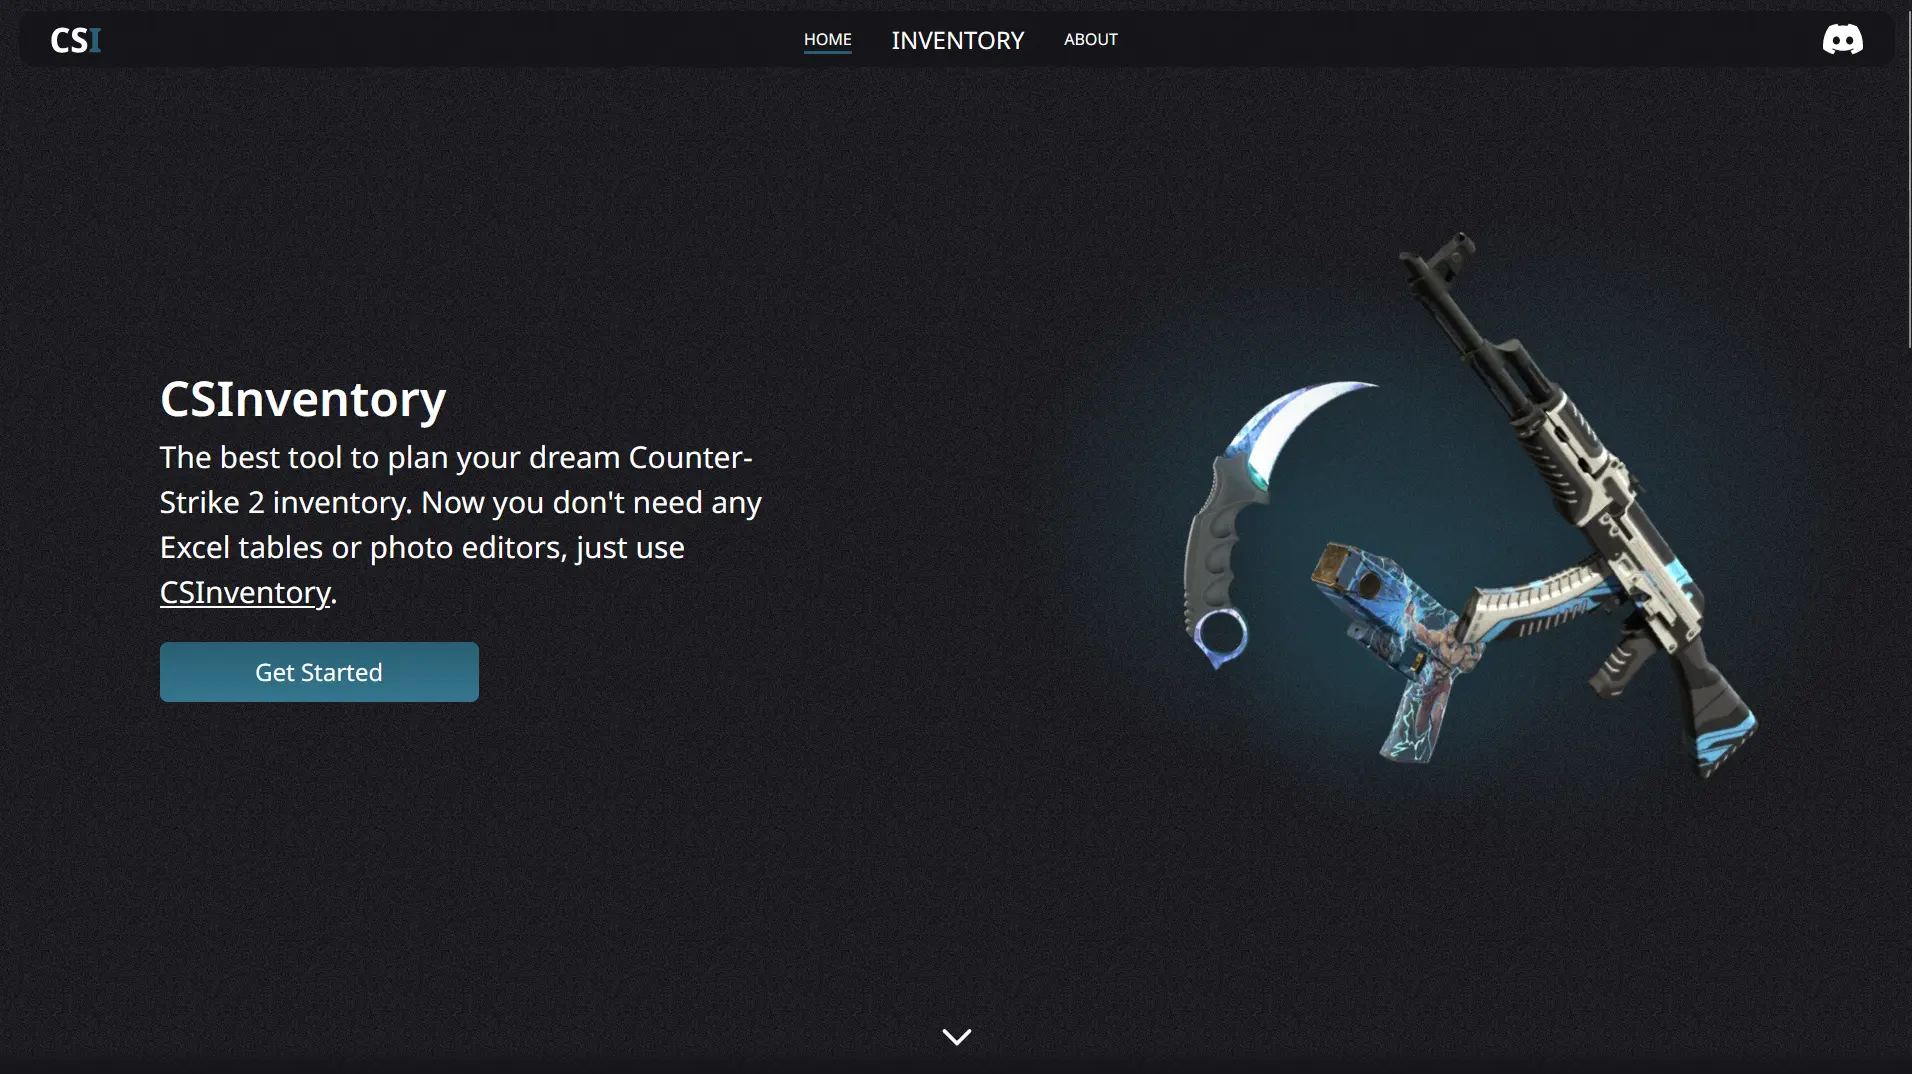 CSI
HOME
INVENTORY
ABOUT
CSInventory
The best tool to plan your dream Counter-
Strike 2 inventory. Now you don't need any
Excel tables or photo editors, just use
CSInventory.
Get Started